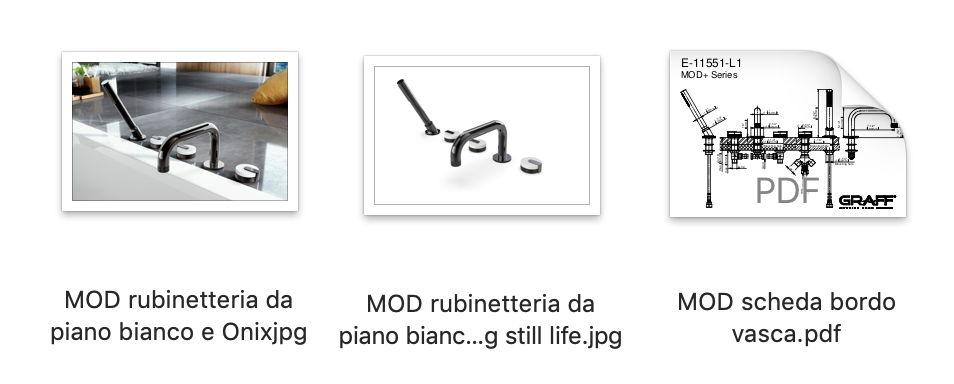 E-11551-L1
MOD+ Series
PDF
GRAFF
MOD rubinetteria da
piano bianco e Onixjpg
MOD rubinetteria da
piano bianc...g still life.jpg
MOD scheda bordo
vasca.pdf